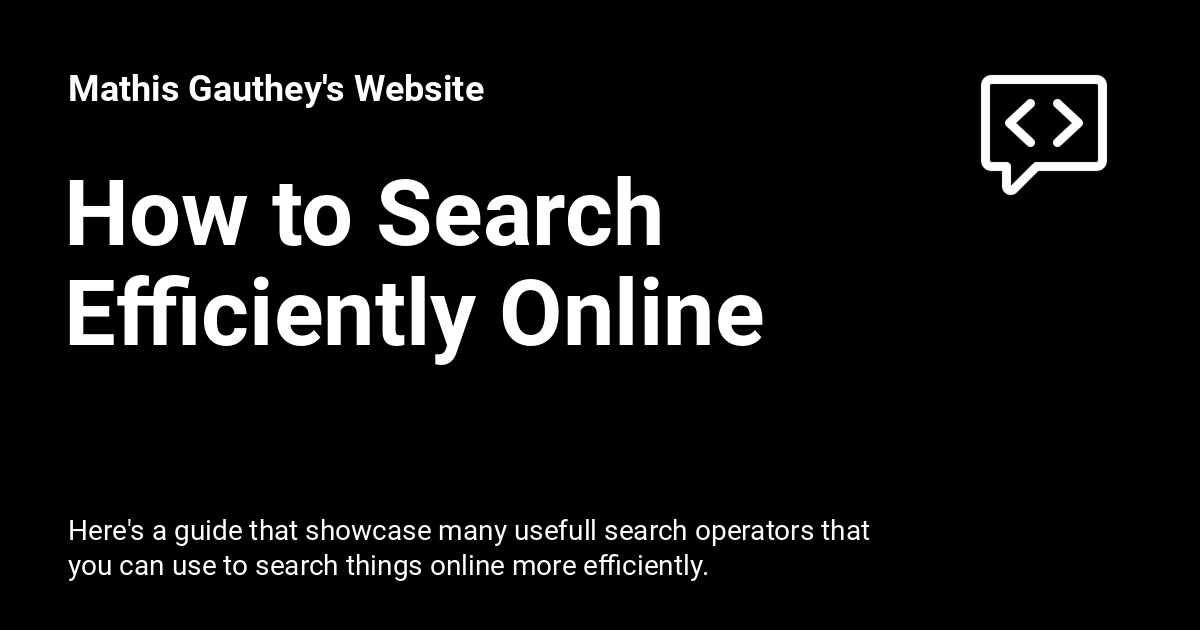 Mathis Gauthey's Website
How to Search
Efficiently Online
Here's a guide that showcase many usefull search operators that
you can use to search things online more efficiently.